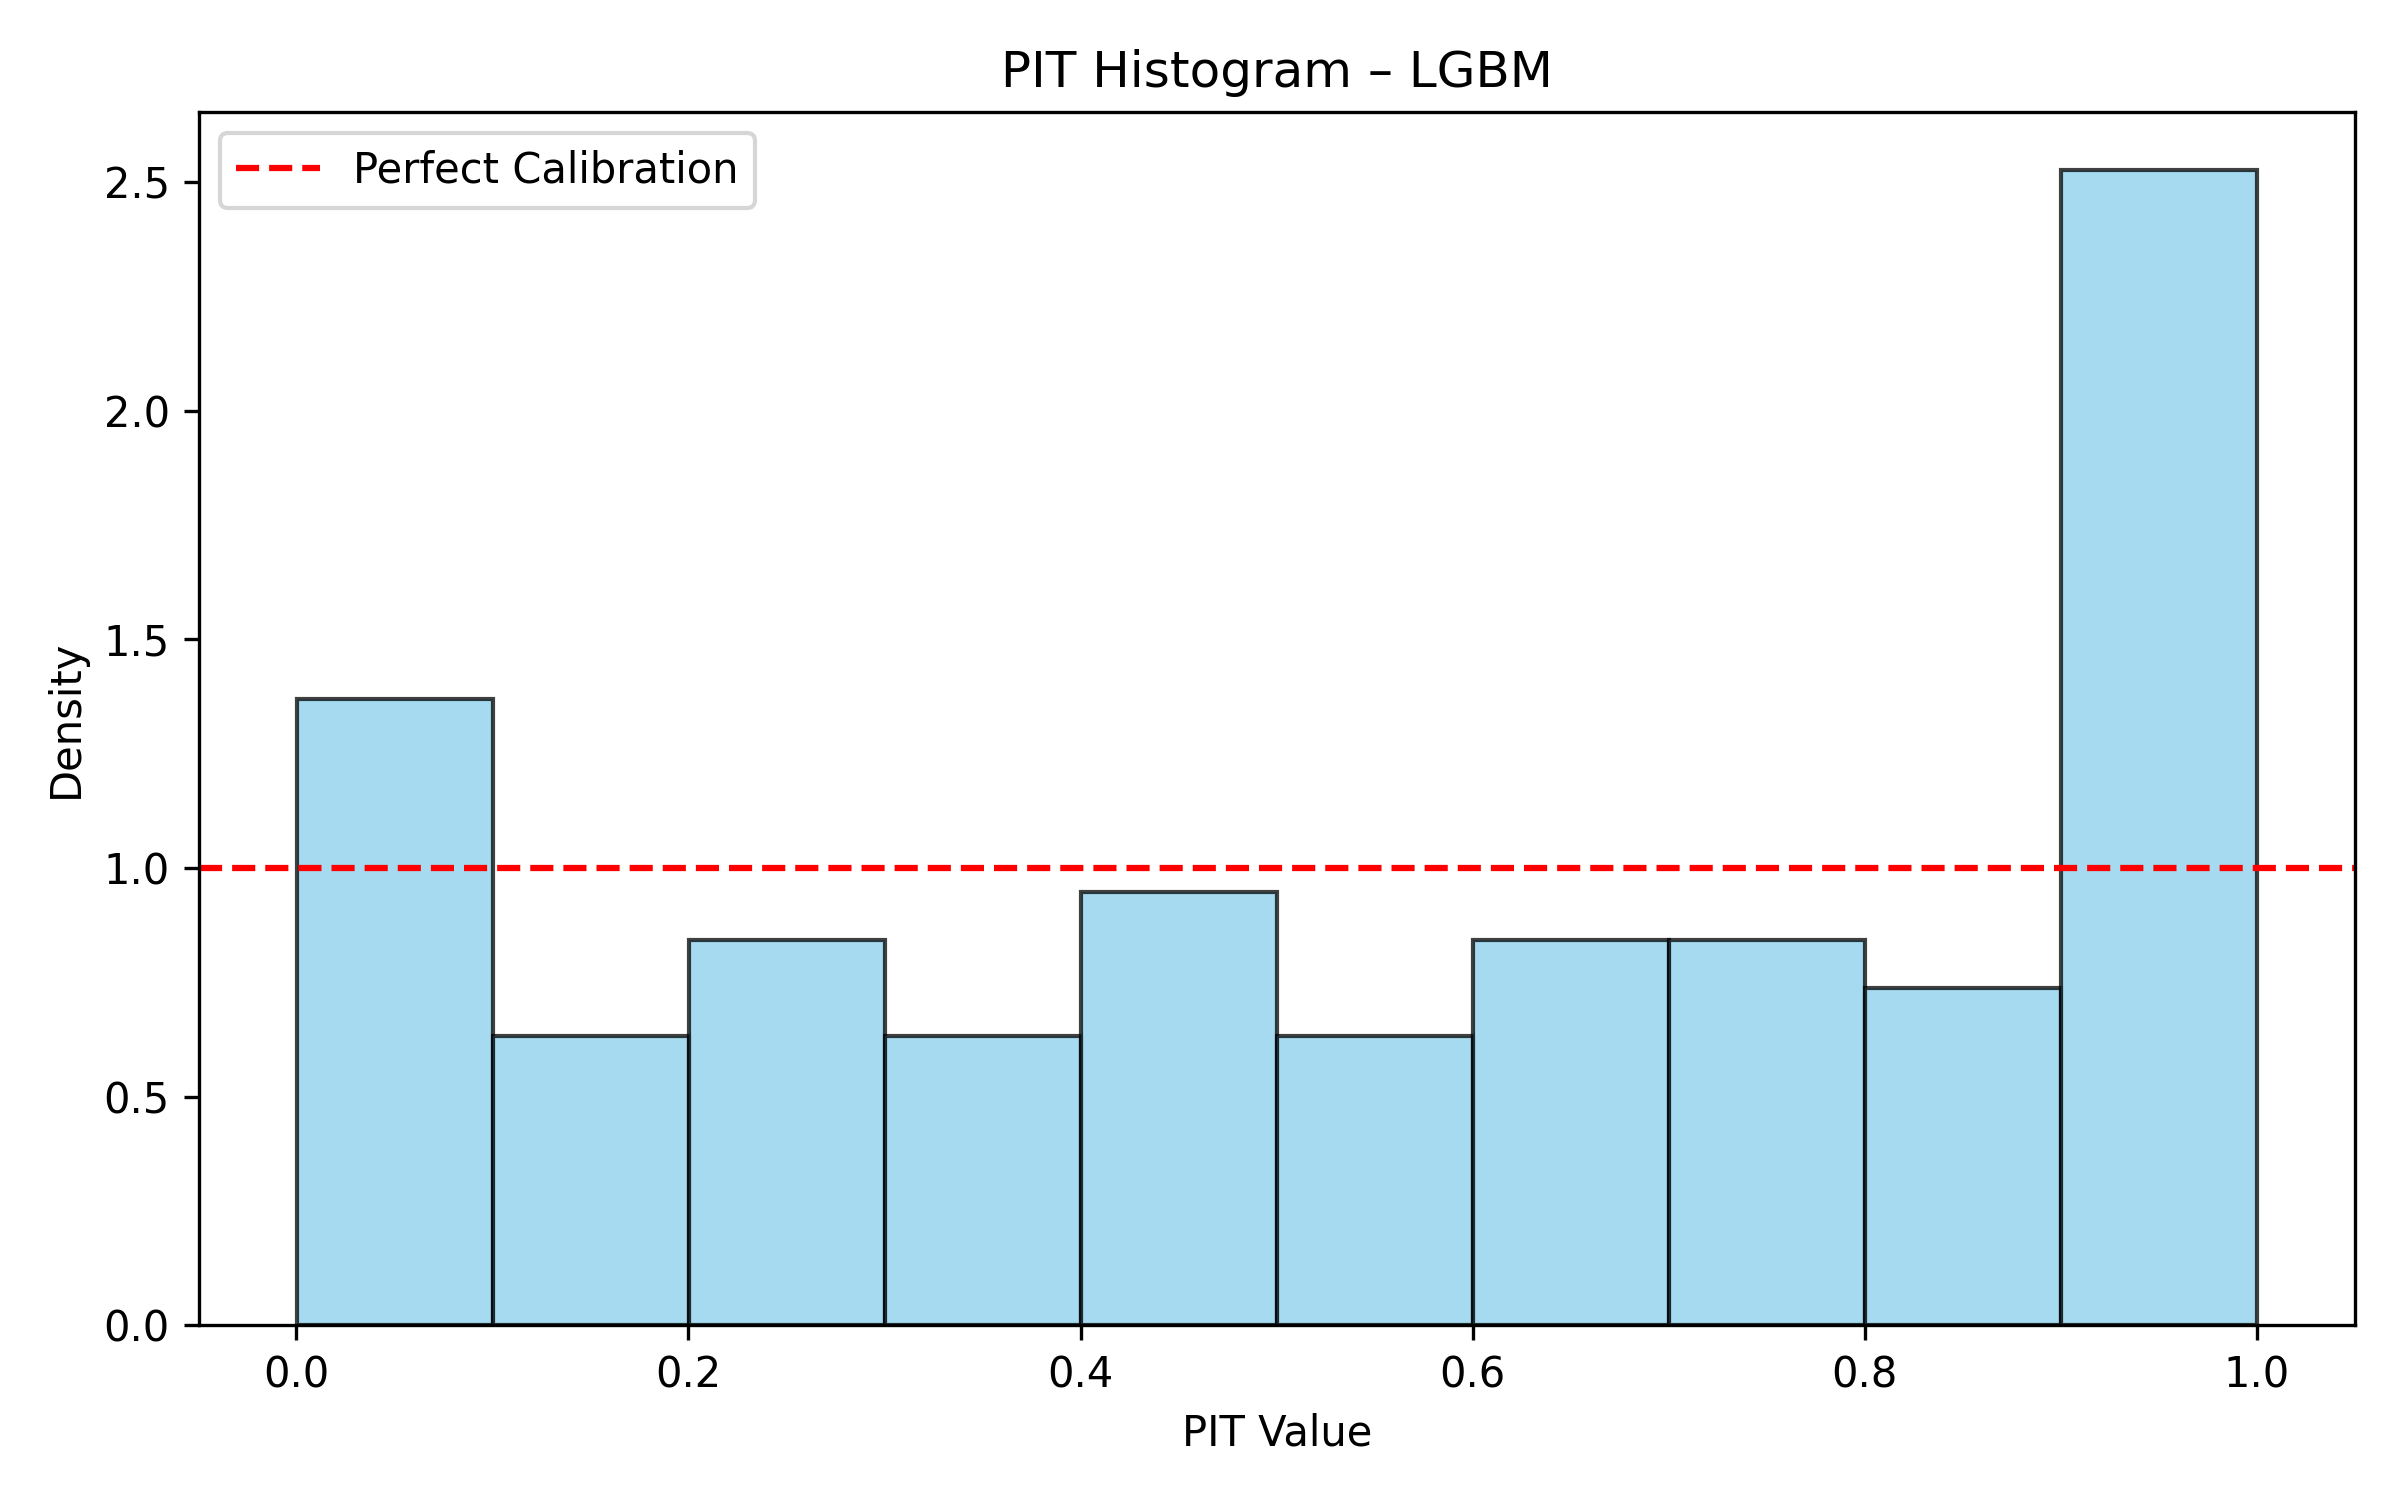 PIT Histogram – LGBM
Perfect Calibration
2.5
2.0
1.5
1.0
0.5
0.0
Density
0.0 0.2 0.4 0.6 0.8 1.0
PIT Value